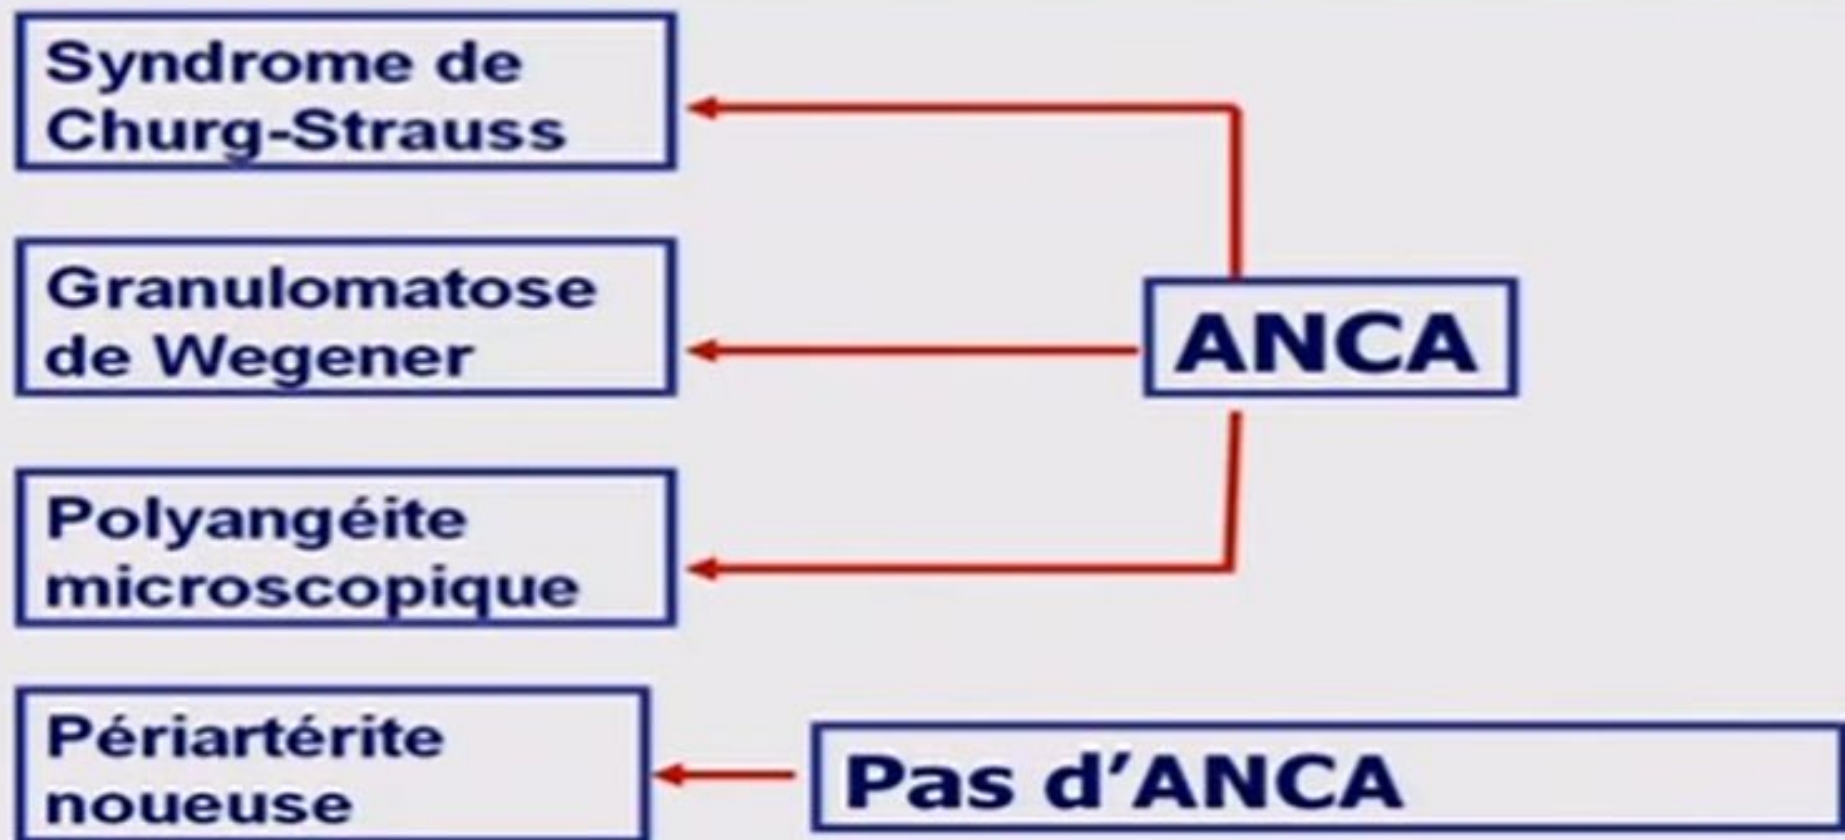 Syndrome de
Churg-Strauss
Granulomatose
de Wegener
ANCA
Polyangéite
microscopique
Périartérite
noueuse
Pas d’ANCA